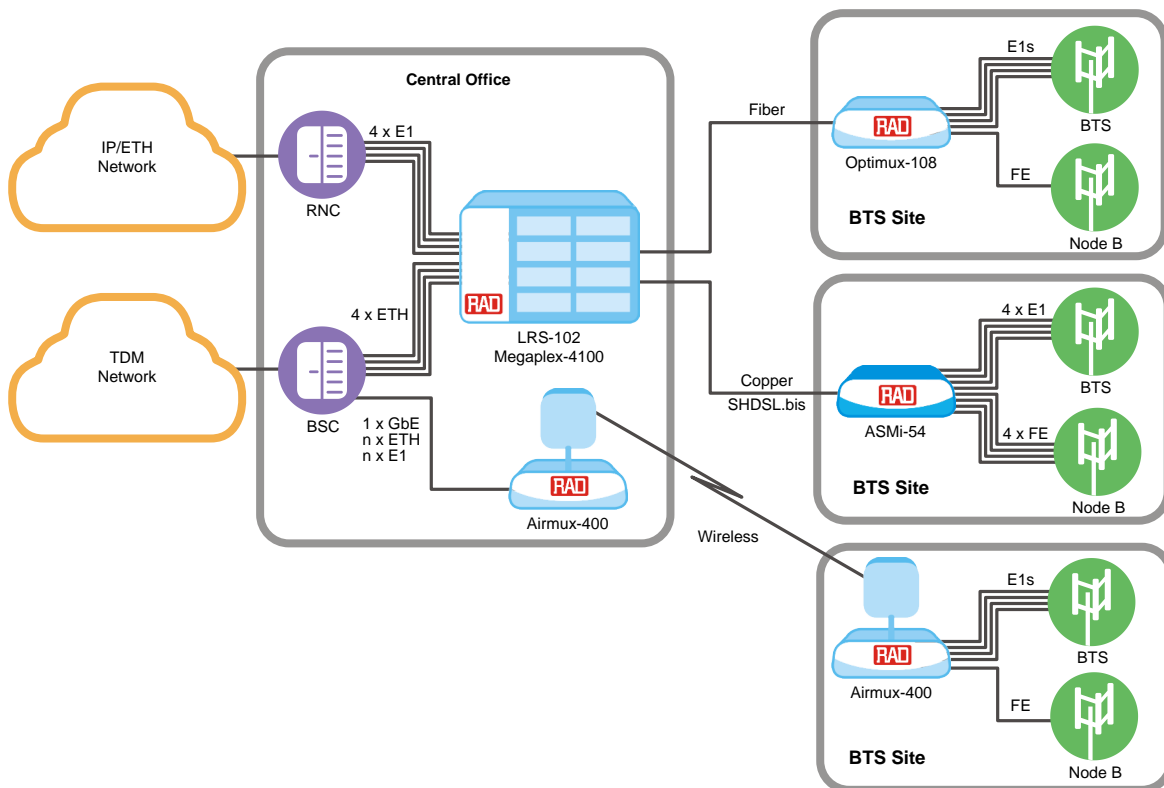 Central Office
IP/ETH
Network
4 x E1
RNC
RAD
LRS-102
Megaplex-4100
4 x ETH
TDM
Network
BSC
1 x GbE
n x ETH
n x E1
RAD
Airmux-400
Fiber
E1s
RAD
Optimux-108
BTS
FE
Node B
BTS Site
Copper
SHDSL.bis
4 x E1
RAD
ASMi-54
BTS
4 x FE
Node B
BTS Site
Wireless
E1s
RAD
Airmux-400
BTS
FE
Node B
BTS Site